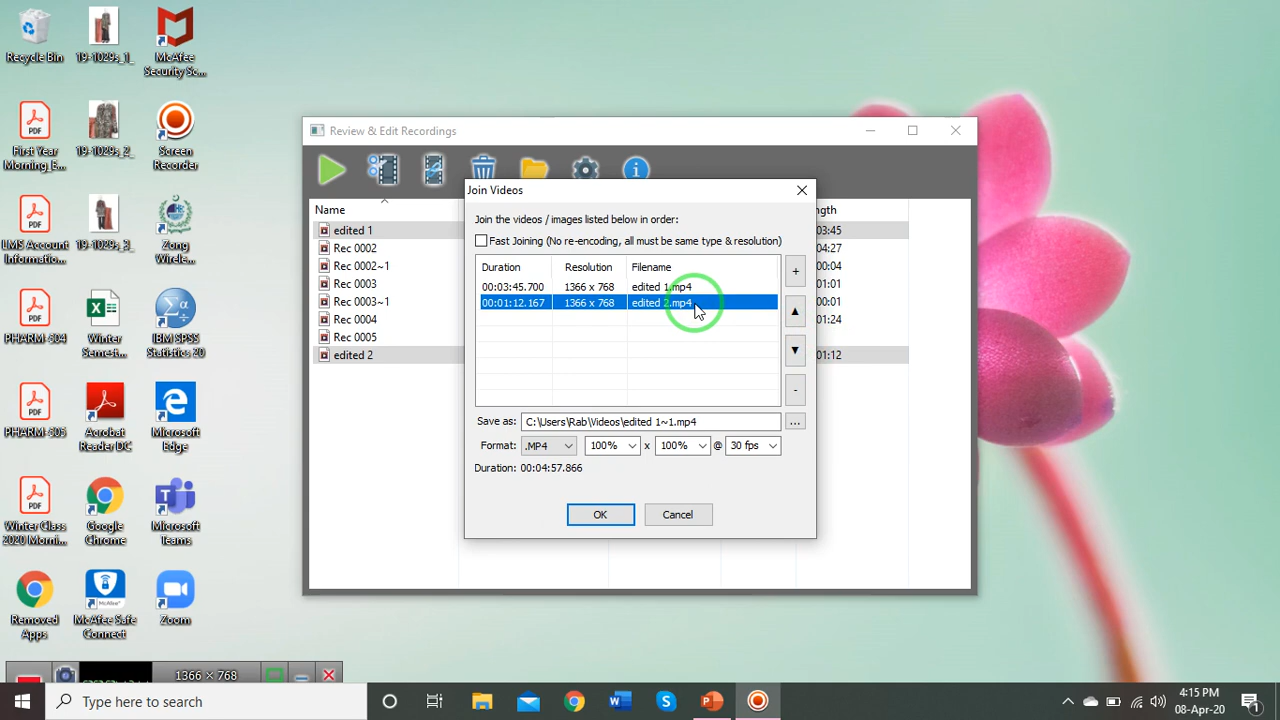 Recycle Bin
19-1029s_1_
McAfee
Security Sc...
First Year
Morning_E...
19-1029s_2_
Screen
Recorder
LMS Account
Informatio...
19-1029s_3_
Zong
Wirele...
PHARM-504
Winter
Semest...
IBM SPSS
Statistics 20
PHARM-505
Acrobat
Reader DC
Microsoft
Edge
Winter Class
2020 Morni...
Google
Chrome
Microsoft
Teams
Removed
Apps
McAfee Safe
Connect
Zoom
Review & Edit Recordings
Name
edited 1
Rec 0002
Rec 0002~1
Rec 0003
Rec 0003~1
Rec 0004
Rec 0005
edited 2
ngth
:03:45
:04:27
:00:04
:01:01
:00:01
:01:24
:01:12
Join Videos
Join the videos / images listed below in order:
Fast Joining (No re-encoding, all must be same type & resolution)
Duration Resolution Filename
00:03:45.700 1366 x 768 edited 1.mp4
00:01:12.167 1366 x 768 edited 2.mp4
+
-
Save as: C:\Users\Rab\Videos\edited 1~1.mp4 ...
Format: .MP4 100% x 100% @ 30 fps
Duration: 00:04:57.866
OK Cancel
1366 × 768
Type here to search
4:15 PM
08-Apr-20
1